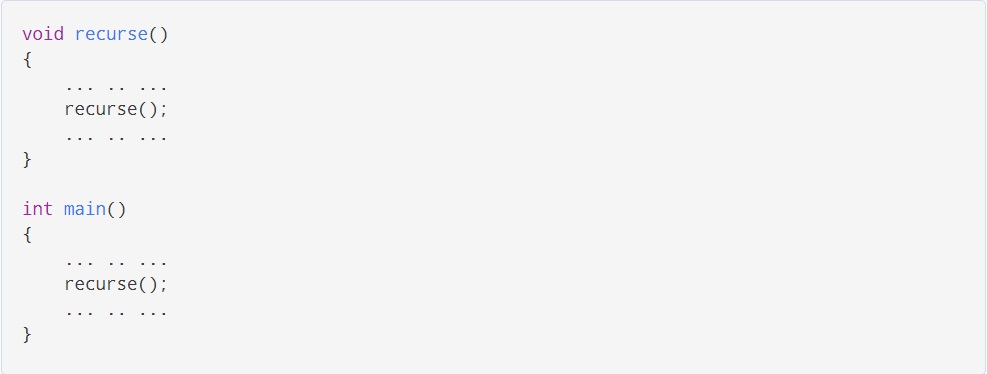 void recurse()
{
    ... .. ...
    recurse();
    ... .. ...
}

int main()
{
    ... .. ...
    recurse();
    ... .. ...
}